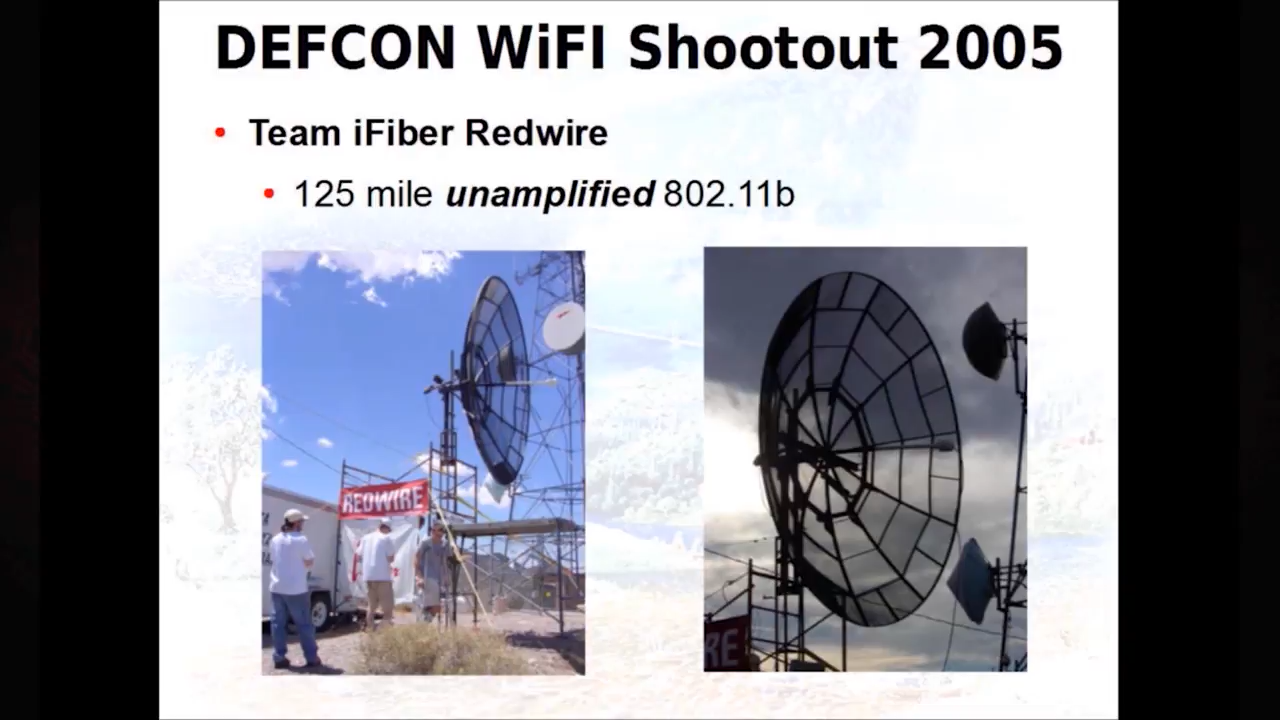 DEFCON WiFI Shootout 2005
Team iFiber Redwire
125 mile unamplified 802.11b
REDWIRE
RE